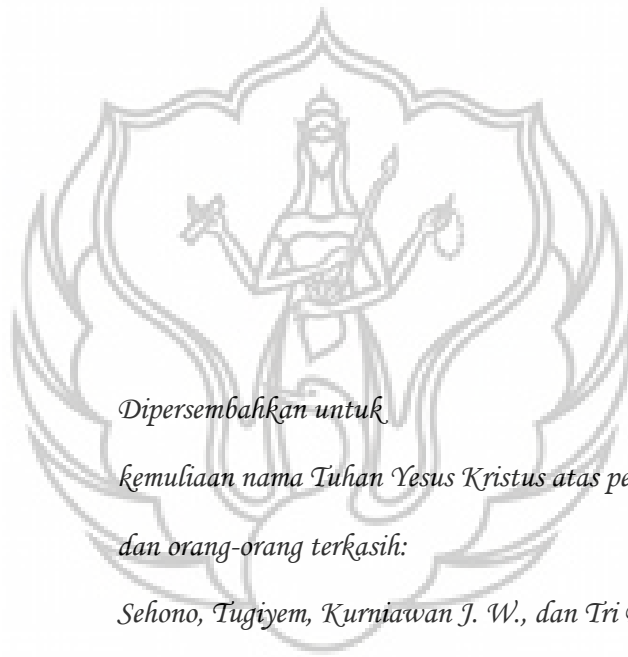 Dipersembahkan untuk
kemuliaan nama Tuhan Yesus Kristus atas
dan orang-orang terkasih:
Sehono, Tugiyem, Kurniawan J. W., dan Tri